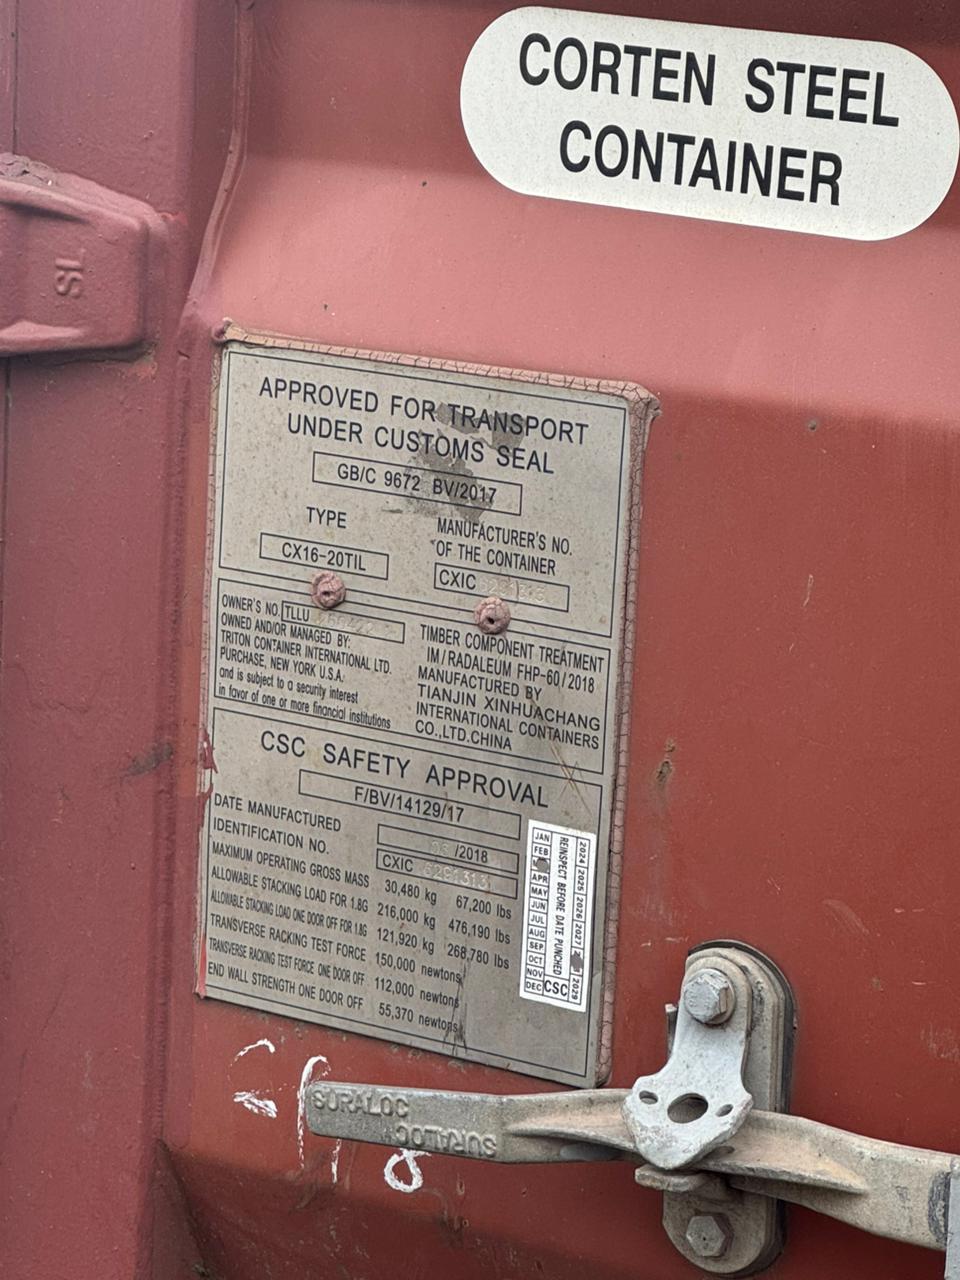 CORTEN STEEL
CONTAINER
JS
APPROVED FOR TRANSPORT
UNDER CUSTOMS SEAL
GB/C 9672 BV/2017
TYPE
CX16-20TIL
MANUFACTURER'S NO.
OF THE CONTAINER
CXIC
OWNER'S NO. TLLU
OWNED AND/OR MANAGED BY:
TRITON CONTAINER INTERNATIONAL LTD.
PURCHASE, NEW YORK U.S.A.
and is subject to a security interest
in favor of one or more financial institutions
TIMBER COMPONENT TREATMENT
IM/RADALEUM FHP-60/2018
MANUFACTURED BY
TIANJIN XINHUACHANG
INTERNATIONAL CONTAINERS
CO.,LTD.CHINA
CSC SAFETY APPROVAL
F/BV/14129/17
DATE MANUFACTURED /2018
IDENTIFICATION NO. CXIC
MAXIMUM OPERATING GROSS MASS 30,480 kg 67,200 lbs
ALLOWABLE STACKING LOAD FOR 1.8G 216,000 kg 476,190 lbs
ALLOWABLE STACKING LOAD ONE DOOR OFF FOR 1.8G 121,920 kg 268,780 lbs
TRANSVERSE RACKING TEST FORCE 150,000 newtons
TRANSVERSE RACKING TEST FORCE ONE DOOR OFF 112,000 newtons
END WALL STRENGTH ONE DOOR OFF 55,370 newtons
JAN
FEB
APR
MAY
JUN
JUL
AUG
SEP
OCT
NOV
DEC
REINSPECT BEFORE DATE PUNCHED
CSC
2024 2025 2026 2027 2029
SURALOC
SURALOC